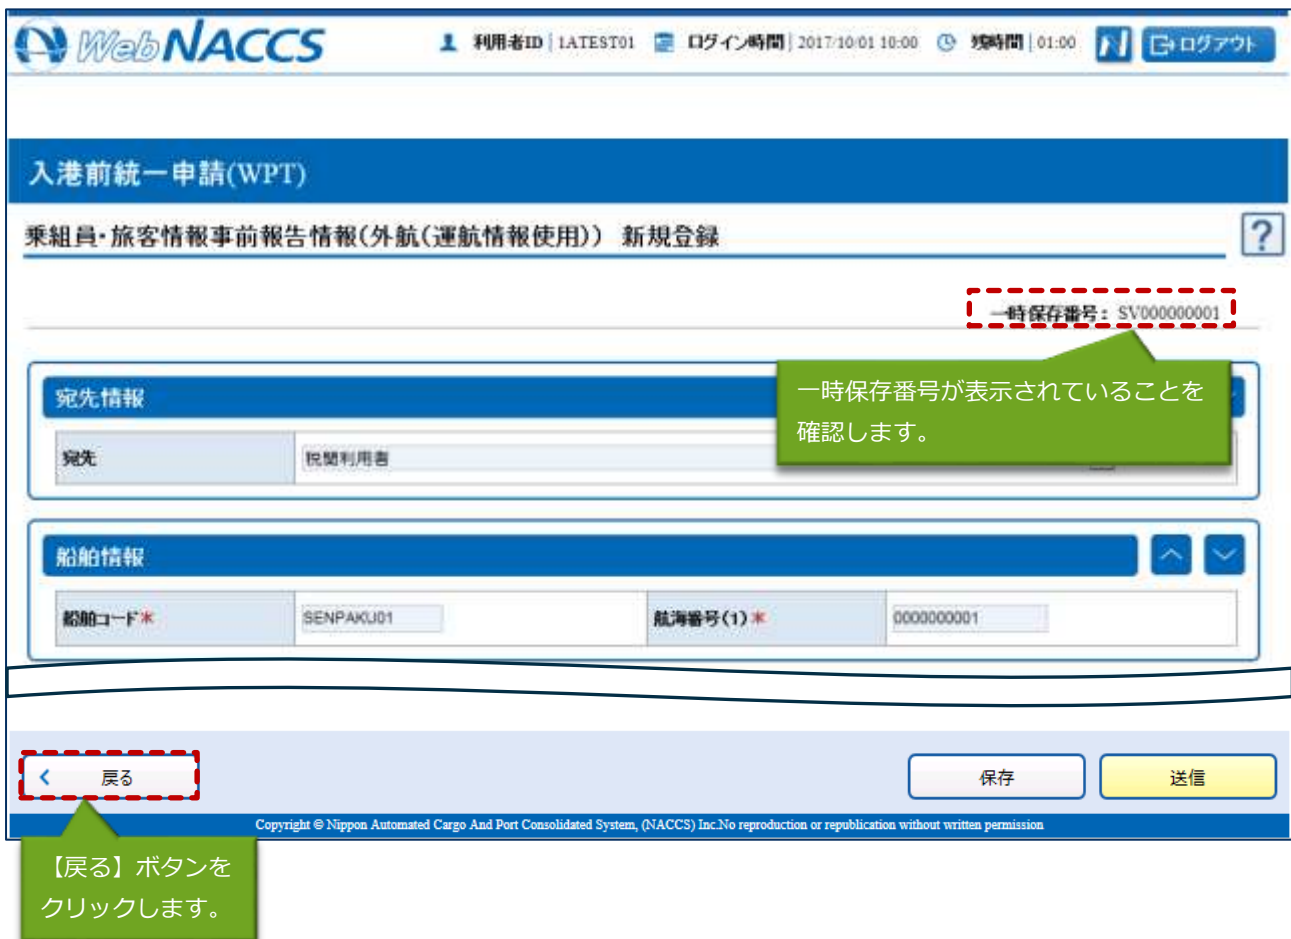 WebNACCS
利用者ID | 1ATEST01 ログイン時間 | 2017/10/01 10:00 残時間 | 01:00 ログアウト
入港前統一申請(WPT)
乗組員・旅客情報事前報告情報(外航(運航情報使用)) 新規登録
?
一時保存番号: SV000000001
一時保存番号が表示されていることを
確認します。
宛先情報
宛先 税関利用者
船舶情報
船舶コード* SENPAKU01 航海番号(1)* 0000000001
戻る 保存 送信
Copyright © Nippon Automated Cargo And Port Consolidated System, (NACCS) Inc.No reproduction or republication without written permission
【戻る】ボタンを
クリックします。